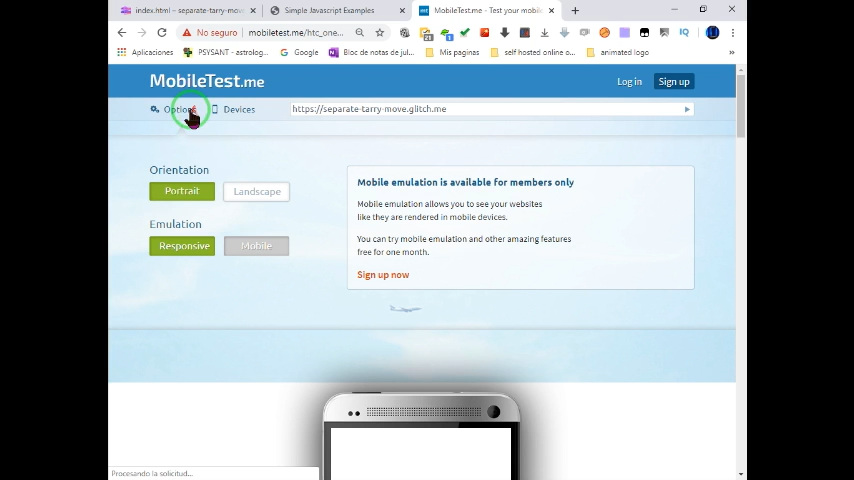 index.html – separate-tarry-mov
Simple Javascript Examples
MobileTest.me - Test your mobil
No seguro
mobiletest.me/htc_one...
Aplicaciones
PSYSANT - astrolog...
Google
Bloc de notas de jul...
Mis paginas
self hosted online o...
animated logo
»
MobileTest.me
Log in
Sign up
Options
Devices
https://separate-tarry-move.glitch.me
Orientation
Portrait
Landscape
Emulation
Responsive
Mobile
Mobile emulation is available for members only
Mobile emulation allows you to see your websites
like they are rendered in mobile devices.
You can try mobile emulation and other amazing features
free for one month.
Sign up now
Procesando la solicitud...